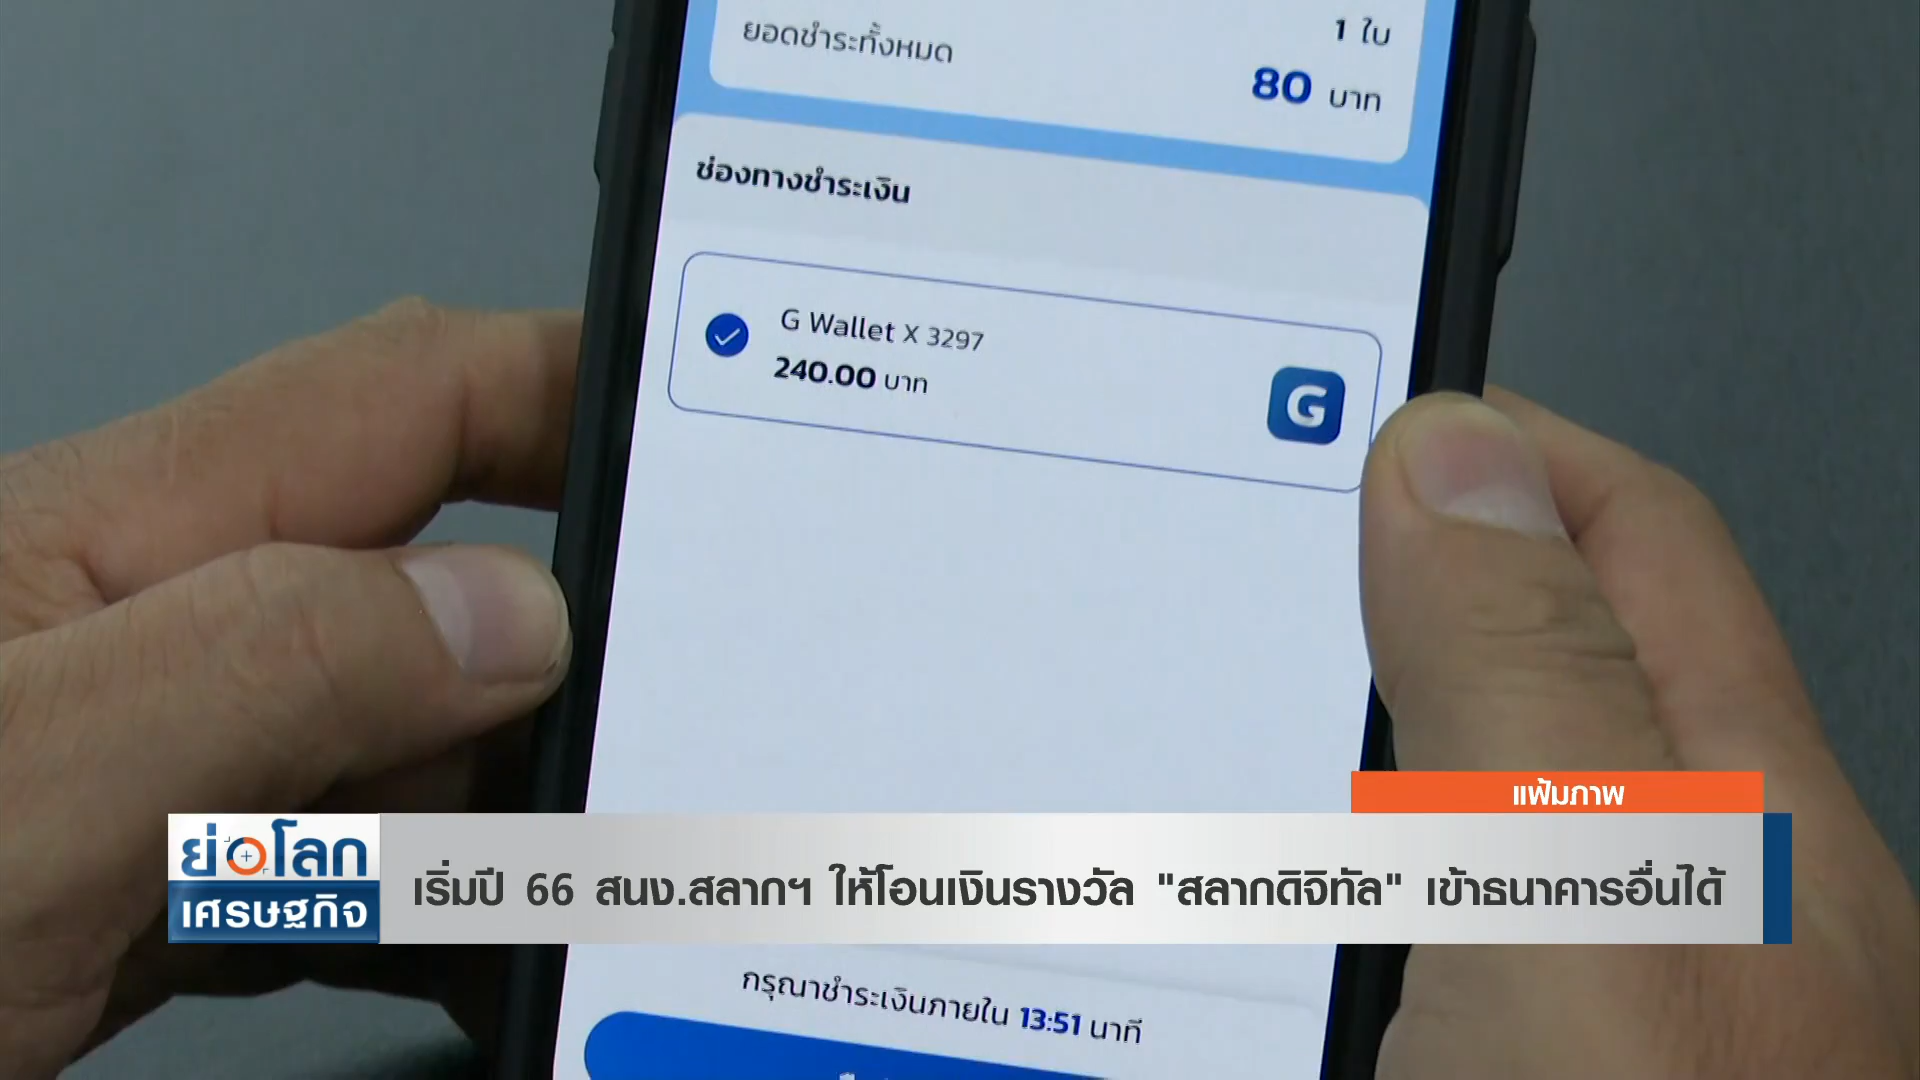 1 ใบ
ยอดชำระทั้งหมด
80 บาท
ช่องทางชำระเงิน
G Wallet X 3297
240.00 บาท
G
แฟ้มภาพ
ย่อโลก
เศรษฐกิจ
เริ่มปี 66 สนง.สลากฯ ให้โอนเงินรางวัล "สลากดิจิทัล" เข้าธนาคารอื่นได้
กรุณาชำระเงินภายใน 13:51 นาที